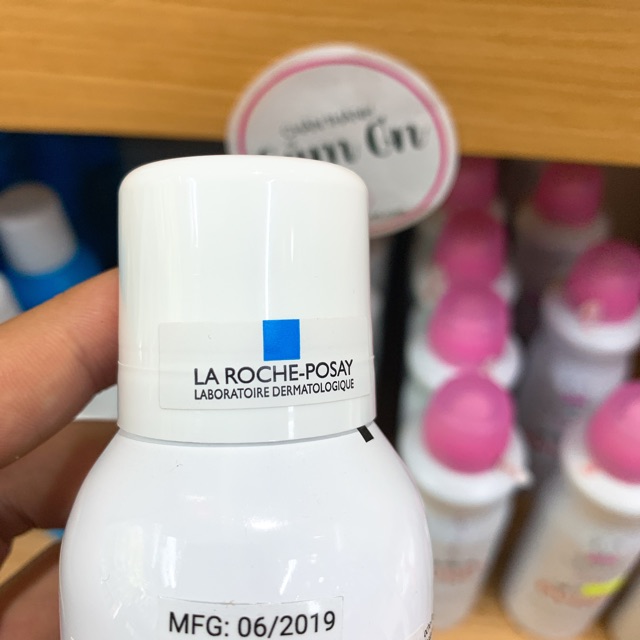 LA ROCHE-POSAY
LABORATOIRE DERMATOLOGIQUE
MFG: 06/2019